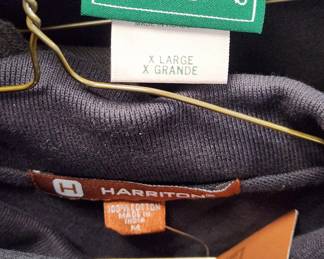 X LARGE
X GRANDE
H HARRITON
100% COTTON
MADE IN
INDIA
M